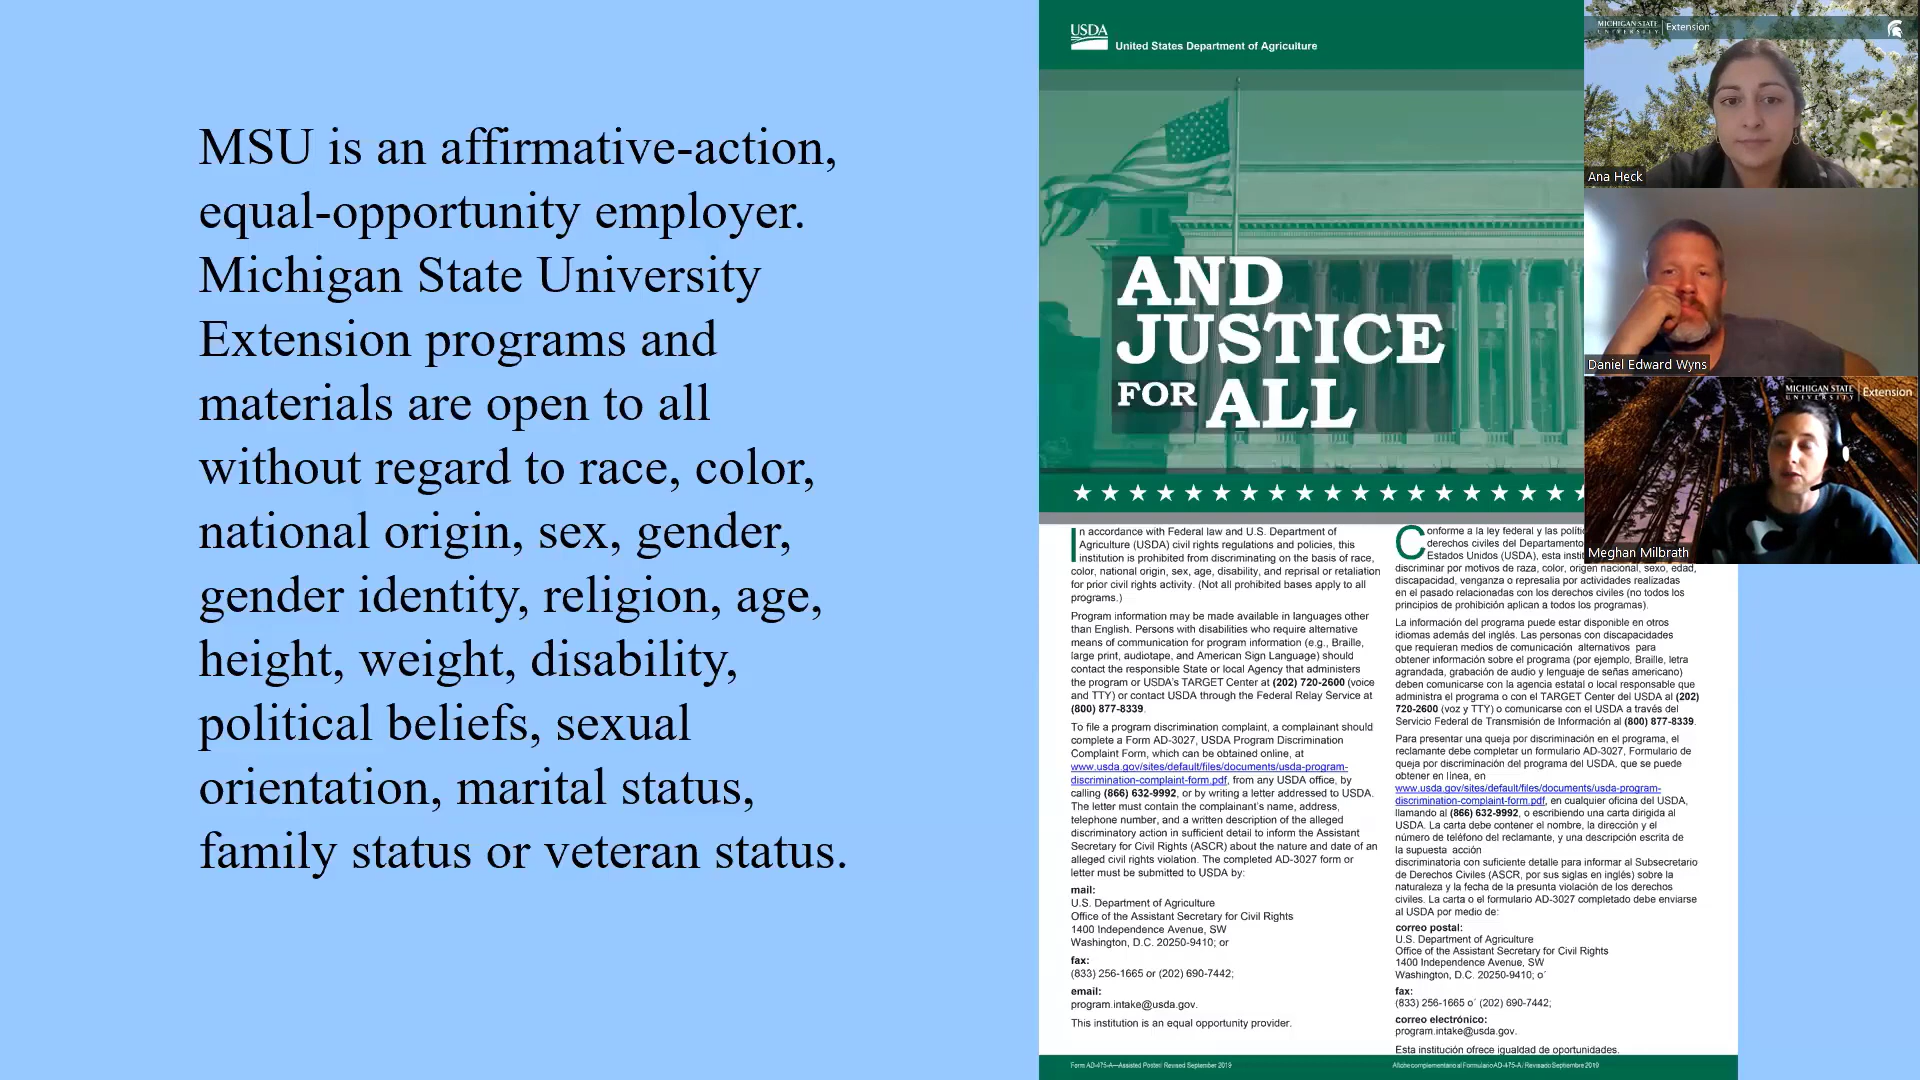 MSU is an affirmative-action,
equal-opportunity employer.
Michigan State University
Extension programs and
materials are open to all
without regard to race, color,
national origin, sex, gender,
gender identity, religion, age,
height, weight, disability,
political beliefs, sexual
orientation, marital status,
family status or veteran status.
USDA
United States Department of Agriculture
AND
JUSTICE
FOR ALL
In accordance with Federal law and U.S. Department of
Agriculture (USDA) civil rights regulations and policies, this
institution is prohibited from discriminating on the basis of race,
color, national origin, sex, age, disability, and reprisal or retaliation
for prior civil rights activity. (Not all prohibited bases apply to all
programs.)
Program information may be made available in languages other
than English. Persons with disabilities who require alternative
means of communication for program information (e.g., Braille,
large print, audiotape, and American Sign Language) should
contact the responsible State or local Agency that administers
the program or USDA's TARGET Center at (202) 720-2600 (voice
and TTY) or contact USDA through the Federal Relay Service at
(800) 877-8339.
To file a program discrimination complaint, a complainant should
complete a Form AD-3027, USDA Program Discrimination
Complaint Form, which can be obtained online, at
www.usda.gov/sites/default/files/documents/usda-program-
discrimination-complaint-form.pdf, from any USDA office, by
calling (866) 632-9992, or by writing a letter addressed to USDA.
The letter must contain the complainant's name, address,
telephone number, and a written description of the alleged
discriminatory action in sufficient detail to inform the Assistant
Secretary for Civil Rights (ASCR) about the nature and date of an
alleged civil rights violation. The completed AD-3027 form or
letter must be submitted to USDA by:
mail:
U.S. Department of Agriculture
Office of the Assistant Secretary for Civil Rights
1400 Independence Avenue, SW
Washington, D.C. 20250-9410; or
fax:
(833) 256-1665 or (202) 690-7442;
email:
program.intake@usda.gov.
This institution is an equal opportunity provider.
Conforme a la ley federal y las
derechos civiles del Departamento
Estados Unidos (USDA), esta
discriminar por motivos de raza, color, origen nacional, sexo, edad,
discapacidad, venganza o represalia por actividades realizadas
en el pasado relacionadas con los derechos civiles (no todos los
principios de prohibición aplican a todos los programas).
La información del programa puede estar disponible en otros
idiomas además del inglés. Las personas con discapacidades
que requieran medios de comunicación alternativos para
obtener información sobre el programa (por ejemplo, Braille, letra
agrandada, grabación de audio y lenguaje de señas americano)
deben comunicarse con la agencia estatal o local responsable que
administra el programa o con el TARGET Center del USDA al (202)
720-2600 (voz y TTY) o comunicarse con el USDA a través del
Servicio Federal de Transmisión de Información al (800) 877-8339.
Para presentar una queja por discriminación en el programa, el
reclamante debe completar un formulario AD-3027, Formulario de
queja por discriminación del programa del USDA, que se puede
obtener en línea, en
www.usda.gov/sites/default/files/documents/usda-program-
discrimination-complaint-form.pdf, en cualquier oficina del USDA,
llamando al (866) 632-9992, o escribiendo una carta dirigida al
USDA. La carta debe contener el nombre, la dirección y el
número de teléfono del reclamante, y una descripción escrita de
la supuesta acción
discriminatoria con suficiente detalle para informar al Subsecretario
de Derechos Civiles (ASCR, por sus siglas en inglés) sobre la
naturaleza y la fecha de la presunta violación de los derechos
civiles. La carta o el formulario AD-3027 completado debe enviarse
al USDA por medio de:
correo postal:
U.S. Department of Agriculture
Office of the Assistant Secretary for Civil Rights
1400 Independence Avenue, SW
Washington, D.C. 20250-9410; o´
fax:
(833) 256-1665 o´ (202) 690-7442;
correo electrónico:
program.intake@usda.gov.
Esta institución ofrece igualdad de oportunidades.
Form AD-475-A—Assisted Poster/ Revised September 2019
Afiche complementario al Formulario AD-475-A / Revisado Septiembre 2019
MICHIGAN STATE
UNIVERSITY
Extension
Ana Heck
Daniel Edward Wyns
MICHIGAN STATE
UNIVERSITY
Extension
Meghan Milbrath